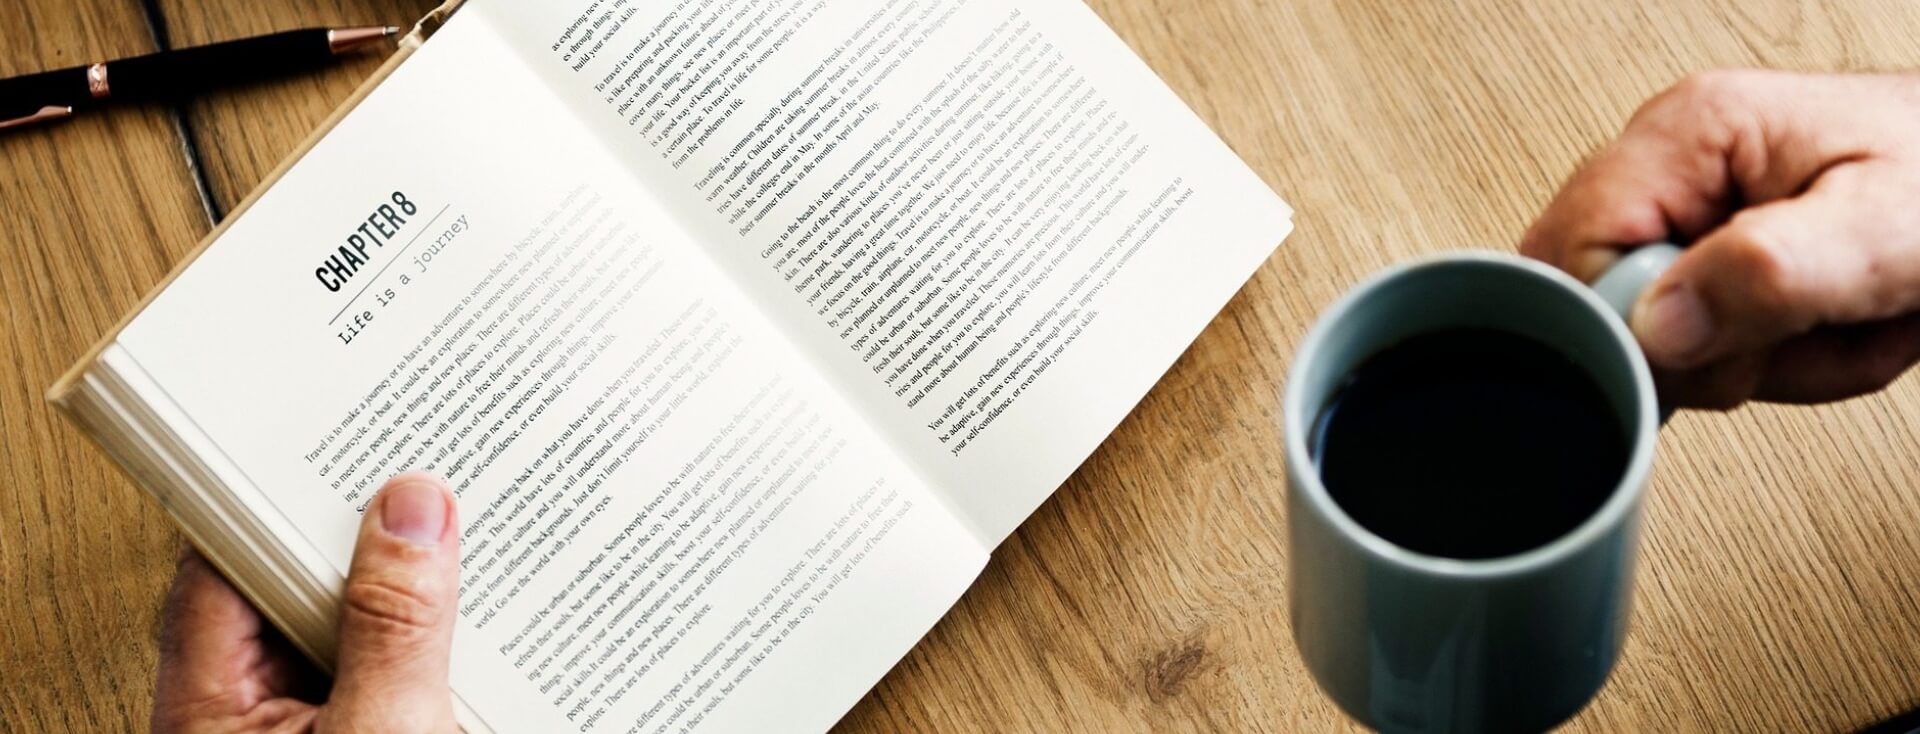 CHAPTER 8
Life is a journey
Travel is to make a journey or to have an adventure to somewhere by bicycle, train, airplane,
car, motorcycle, or boat. It could be an exploration to somewhere new planned or unplanned
to meet new people, new things and new places. There are different types of adventures wait-
ing for you to explore. There are lots of places to explore. Places could be urban or
loves to be with nature to free their minds and refresh their souls, but some like
you will get lots of benefits such as exploring new culture, meet new people
adaptive, gain new experiences through things, improve your commu
your self-confidence, or even build your social skills.
enjoying looking back on what you have done when you traveled. These memo-
precious. This world have lots of countries and people for you to explore, you will
lots from their culture and you will understand more about human being and people's
lifestyle from different backgrounds. Just don't limit yourself to your little world, explore the
world. Go see the world with your own eyes.
Places could be urban or suburban. Some people loves to be with nature to free their minds and
refresh their souls, but some like to be in the city. You will get lots of benefits such as explor-
ing new culture, meet new people while learning to be adaptive, gain new experiences through
things, improve your communication skills, boost your self-confidence, or even build your
social skills.It could be an exploration to somewhere new planned or unplanned to meet new
people, new things and new places. There are different types of adventures waiting for you to
explore. There are lots of places to explore.
different types of adventures waiting for you to explore. There are lots of places to
could be urban or suburban. Some people loves to be with nature to free their
their souls, but some like to be in the city. You will get lots of benefits such
as exploring new
es through things, imp
build your social skills.
To travel is to make a journey in
is like preparing and packing your
place with an unknown future ahead of you
cover many things, see new places or meet pe
your life. Your bucket list is an important part of y
is a good way of keeping you away from the stress you
a certain place. To travel is life for some people, it is a way
from the problems in life.
Traveling is common specially during summer breaks in universities and
warm weather. Children are taking summer breaks in almost every country
tries have different dates of summer break, in the United States public schools
while the colleges end in May. In some of the asian countries like the Philippines,
their summer breaks in the months April and May.
Going to the beach is the most common thing to do every summer. It doesn't matter how old
you are, most of the people loves the heat combined with the splash of the salty water to their
skin. There are also various kinds of outdoor activities during summer, like hiking, going to a
theme park, wandering to places you've never been or just sitting outside your house with
your friends, having a great time together. We just need to enjoy life, because life is simple if
we focus on the good things. Travel is to make a journey or to have an adventure to somewhere
by bicycle, train, airplane, car, motorcycle, or boat. It could be an exploration to somewhere
new planned or unplanned to meet new people, new things and new places. There are different
types of adventures waiting for you to explore. There are lots of places to explore. Places
could be urban or suburban. Some people loves to be with nature to free their minds and re-
fresh their souls, but some like to be in the city. It can be very enjoying looking back on what
you have done when you traveled. These memories are precious. This world have lots of coun-
tries and people for you to explore, you will learn lots from their culture and you will under-
stand more about human being and people's lifestyle from different backgrounds.
You will get lots of benefits such as exploring new culture, meet new people while learning to
be adaptive, gain new experiences through things, improve your communication skills, boost
your self-confidence, or even build your social skills.